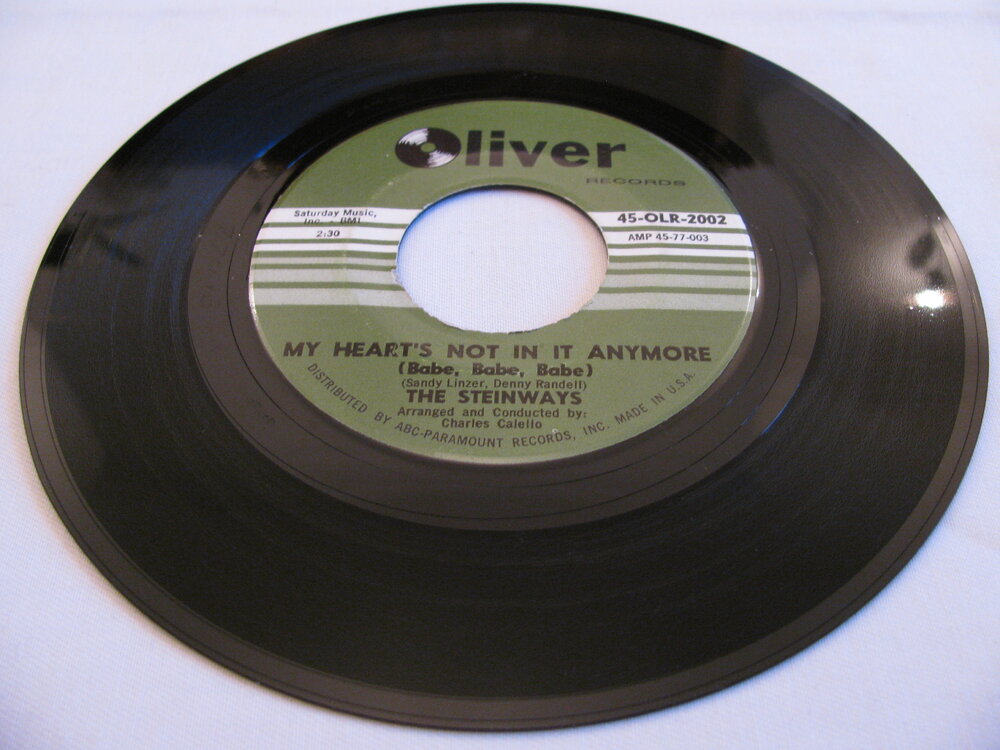 Oliver
RECORDS
Saturday Music,
Inc. - BMI
2:30
45-OLR-2002
AMP 45-77-003
MY HEART'S NOT IN IT ANYMORE
(Babe, Babe, Babe)
(Sandy Linzer, Denny Randell)
THE STEINWAYS
Arranged and Conducted by:
Charles Calello
DISTRIBUTED BY ABC-PARAMOUNT RECORDS, INC. MADE IN U.S.A.